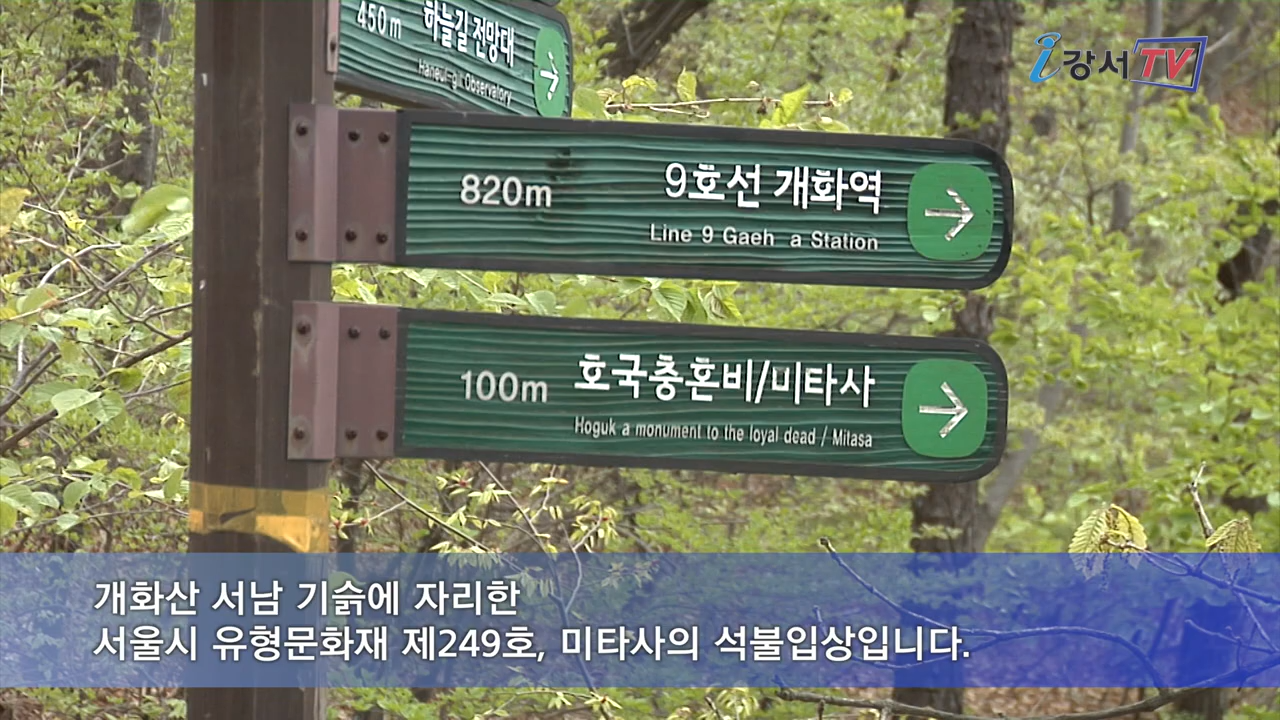 450m 하늘길 전망대
Haneul-gil Observatory
i강서TV
820m 9호선 개화역
Line 9 Gaeh a Station
100m 호국충혼비/미타사
Hoguk a monument to the loyal dead / Mitasa
개화산 서남 기슭에 자리한
서울시 유형문화재 제249호, 미타사의 석불입상입니다.